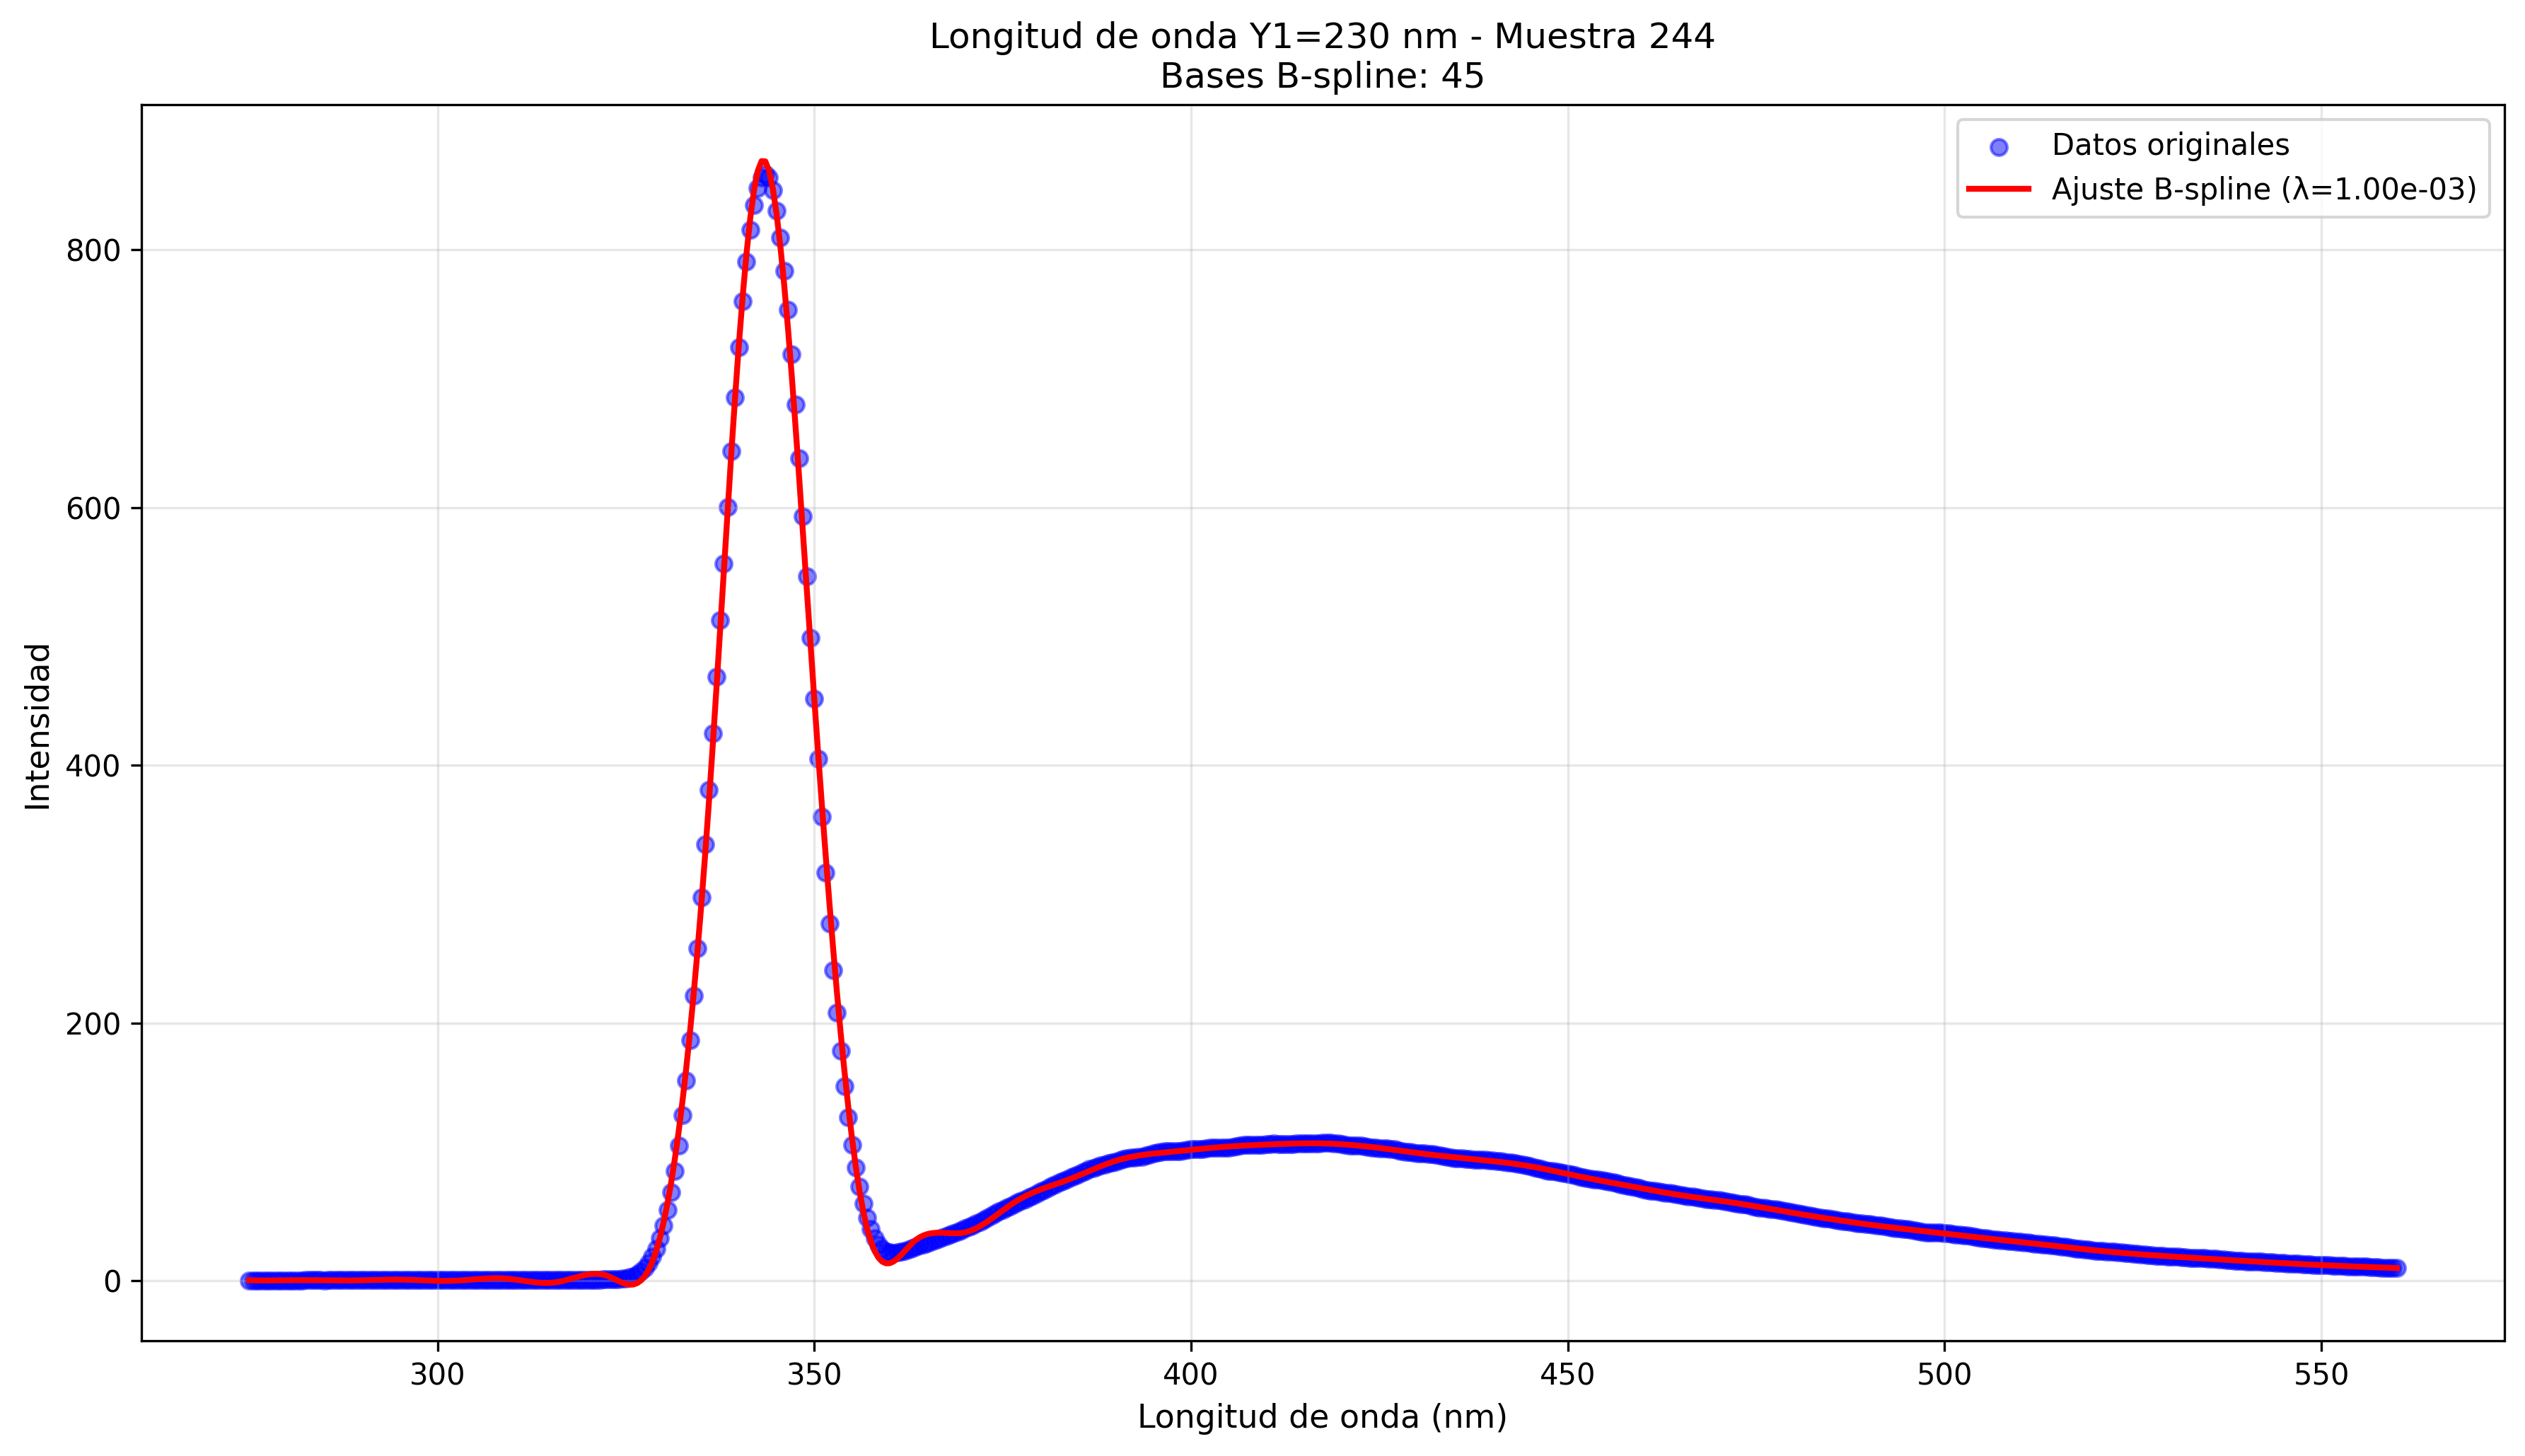 Longitud de onda Y1=230 nm - Muestra 244
Bases B-spline: 45
Datos originales
Ajuste B-spline (λ=1.00e-03)
Intensidad
800
600
400
200
0
300 350 400 450 500 550
Longitud de onda (nm)